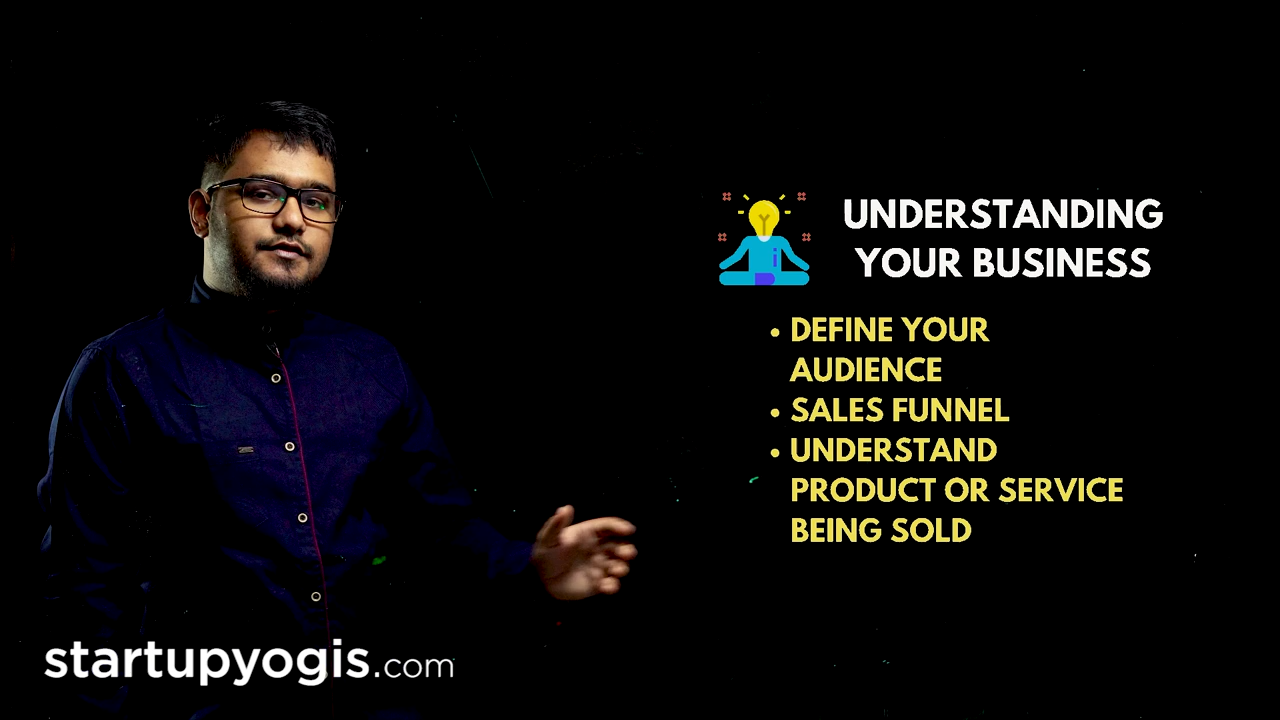 UNDERSTANDING
YOUR BUSINESS
• DEFINE YOUR
AUDIENCE
• SALES FUNNEL
• UNDERSTAND
PRODUCT OR SERVICE
BEING SOLD
startupyogis.com